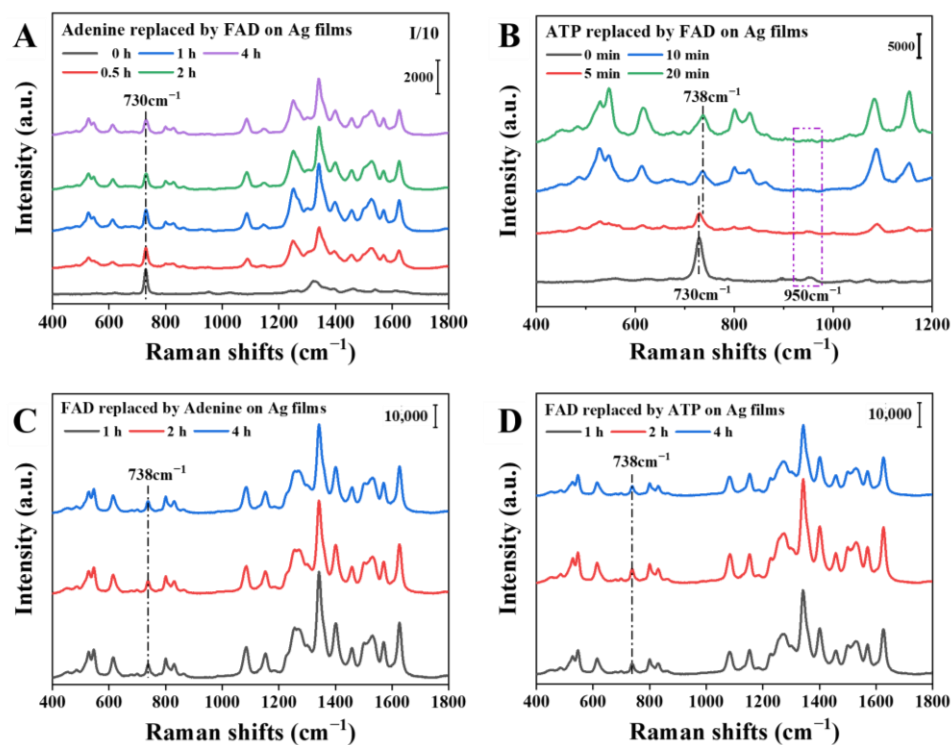 A
Adenine replaced by FAD on Ag films
I/10
0 h 1 h 4 h
0.5 h 2 h
2000
730cm⁻¹
Intensity (a.u.)
400 600 800 1000 1200 1400 1600 1800
Raman shifts (cm⁻¹)
B
ATP replaced by FAD on Ag films
0 min 10 min
5 min 20 min
5000
738cm⁻¹
730cm⁻¹
950cm⁻¹
Intensity (a.u.)
400 600 800 1000 1200
Raman shifts (cm⁻¹)
C
FAD replaced by Adenine on Ag films
1 h 2 h 4 h
10,000
738cm⁻¹
Intensity (a.u.)
400 600 800 1000 1200 1400 1600 1800
Raman shifts (cm⁻¹)
D
FAD replaced by ATP on Ag films
1 h 2 h 4 h
10,000
738cm⁻¹
Intensity (a.u.)
400 600 800 1000 1200 1400 1600 1800
Raman shifts (cm⁻¹)